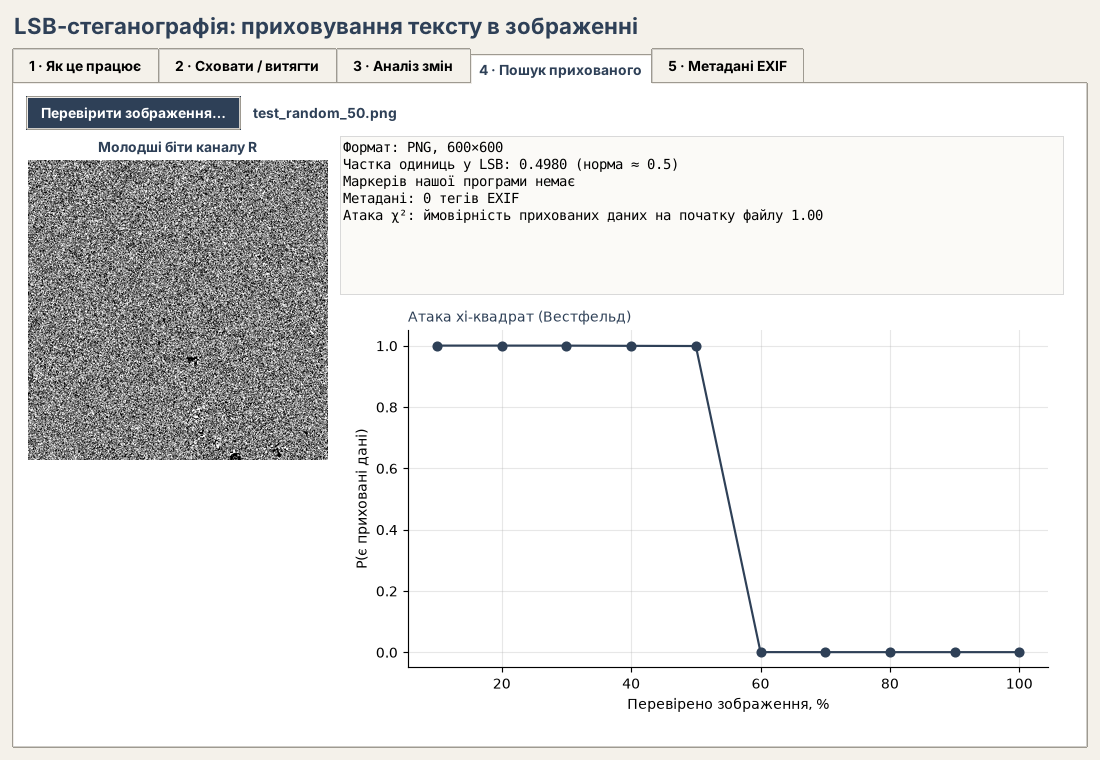 LSB-стеганографія: приховування тексту в зображенні
1 · Як це працює
2 · Сховати / витягти
3 · Аналіз змін
4 · Пошук прихованого
5 · Метадані EXIF
Перевірити зображення...
test_random_50.png
Молодші біти каналу R
Формат: PNG, 600×600
Частка одиниць у LSB: 0.4980 (норма ≈ 0.5)
Маркерів нашої програми немає
Метадані: 0 тегів EXIF
Атака χ²: ймовірність прихованих даних на початку файлу 1.00
Атака хі-квадрат (Вестфельд)
P(є приховані дані)
1.0
0.8
0.6
0.4
0.2
0.0
20
40
60
80
100
Перевірено зображення, %